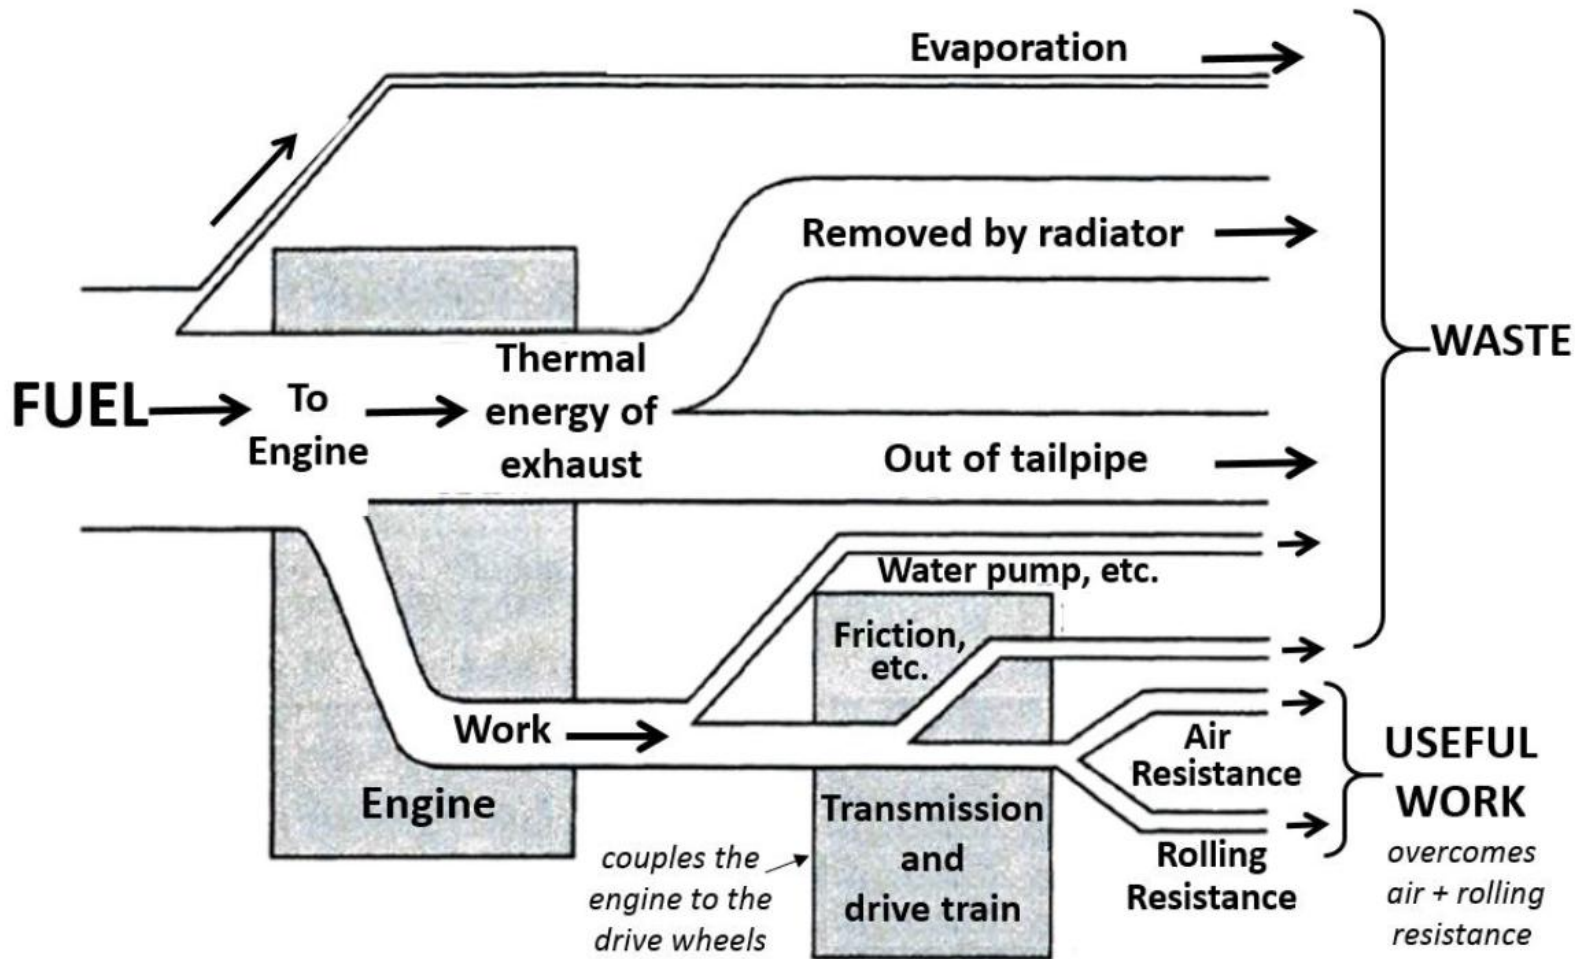 Evaporation
Removed by radiator
WASTE
Thermal
energy of
exhaust
FUEL
To
Engine
Out of tailpipe
Water pump, etc.
Friction,
etc.
Work
Air
Resistance
USEFUL
WORK
overcomes
air + rolling
resistance
Engine
Transmission
and
drive train
couples the
engine to the
drive wheels
Rolling
Resistance